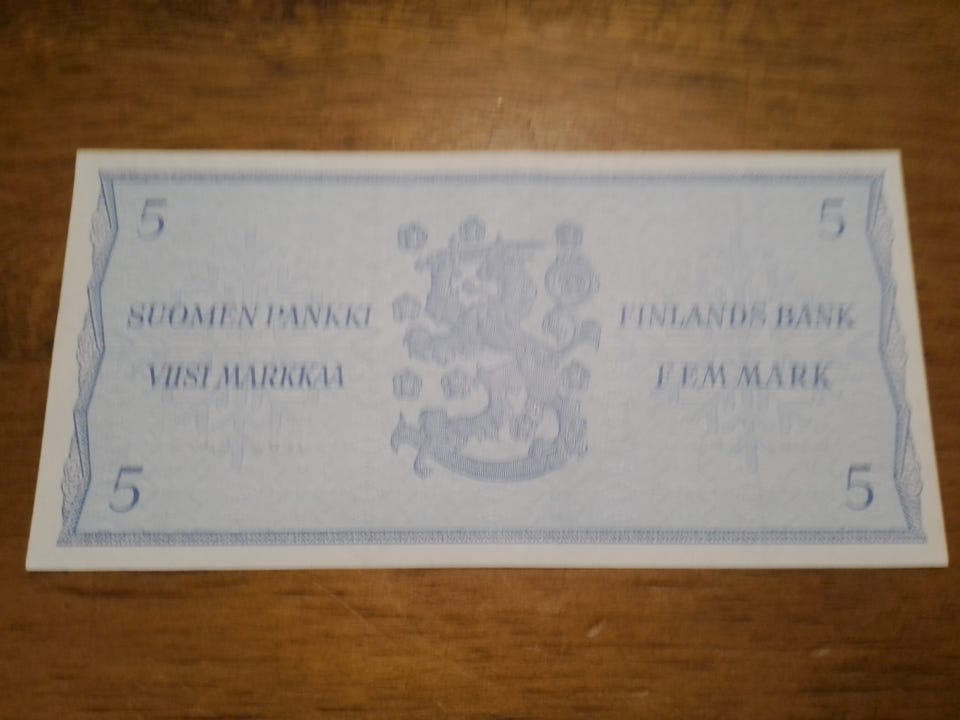 5 5
SUOMEN PANKKI FINLANDS BANK
VIISI MARKKAA FEM MARK
5 5